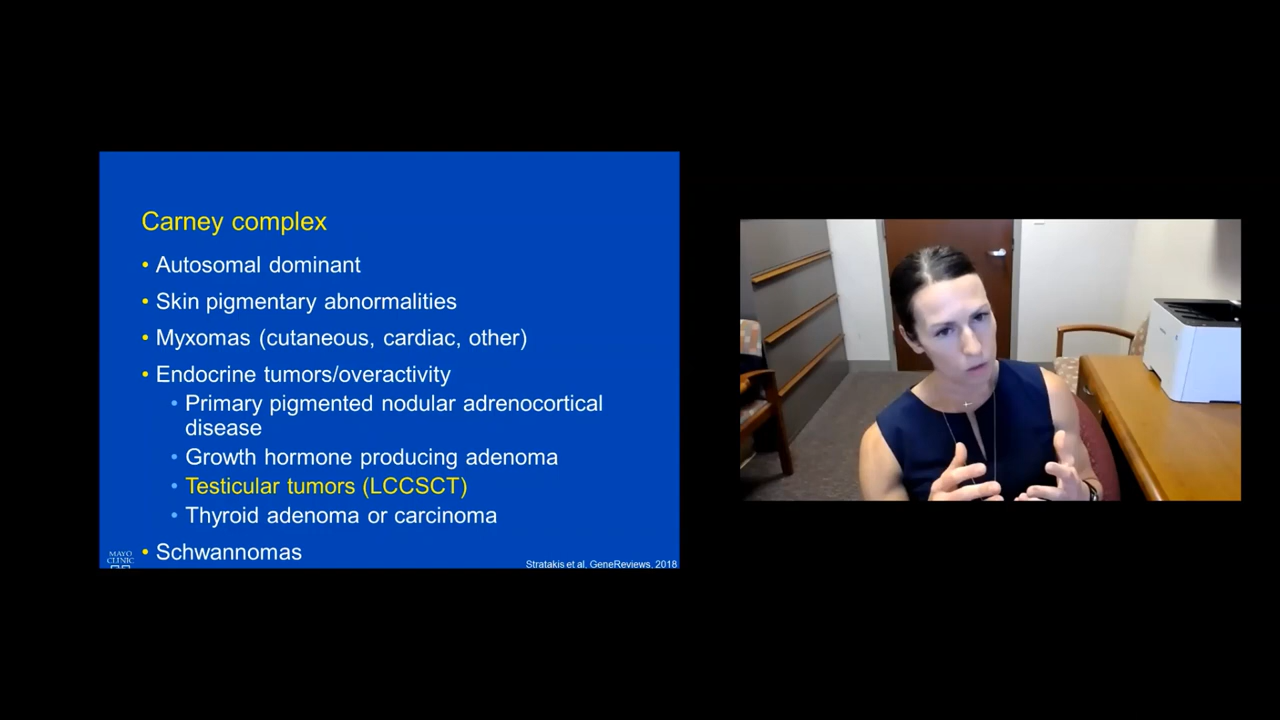 Carney complex
• Autosomal dominant
• Skin pigmentary abnormalities
• Myxomas (cutaneous, cardiac, other)
• Endocrine tumors/overactivity
• Primary pigmented nodular adrenocortical
disease
• Growth hormone producing adenoma
• Testicular tumors (LCCSCT)
• Thyroid adenoma or carcinoma
• Schwannomas
MAYO
CLINIC
Stratakis et al, GeneReviews, 2018